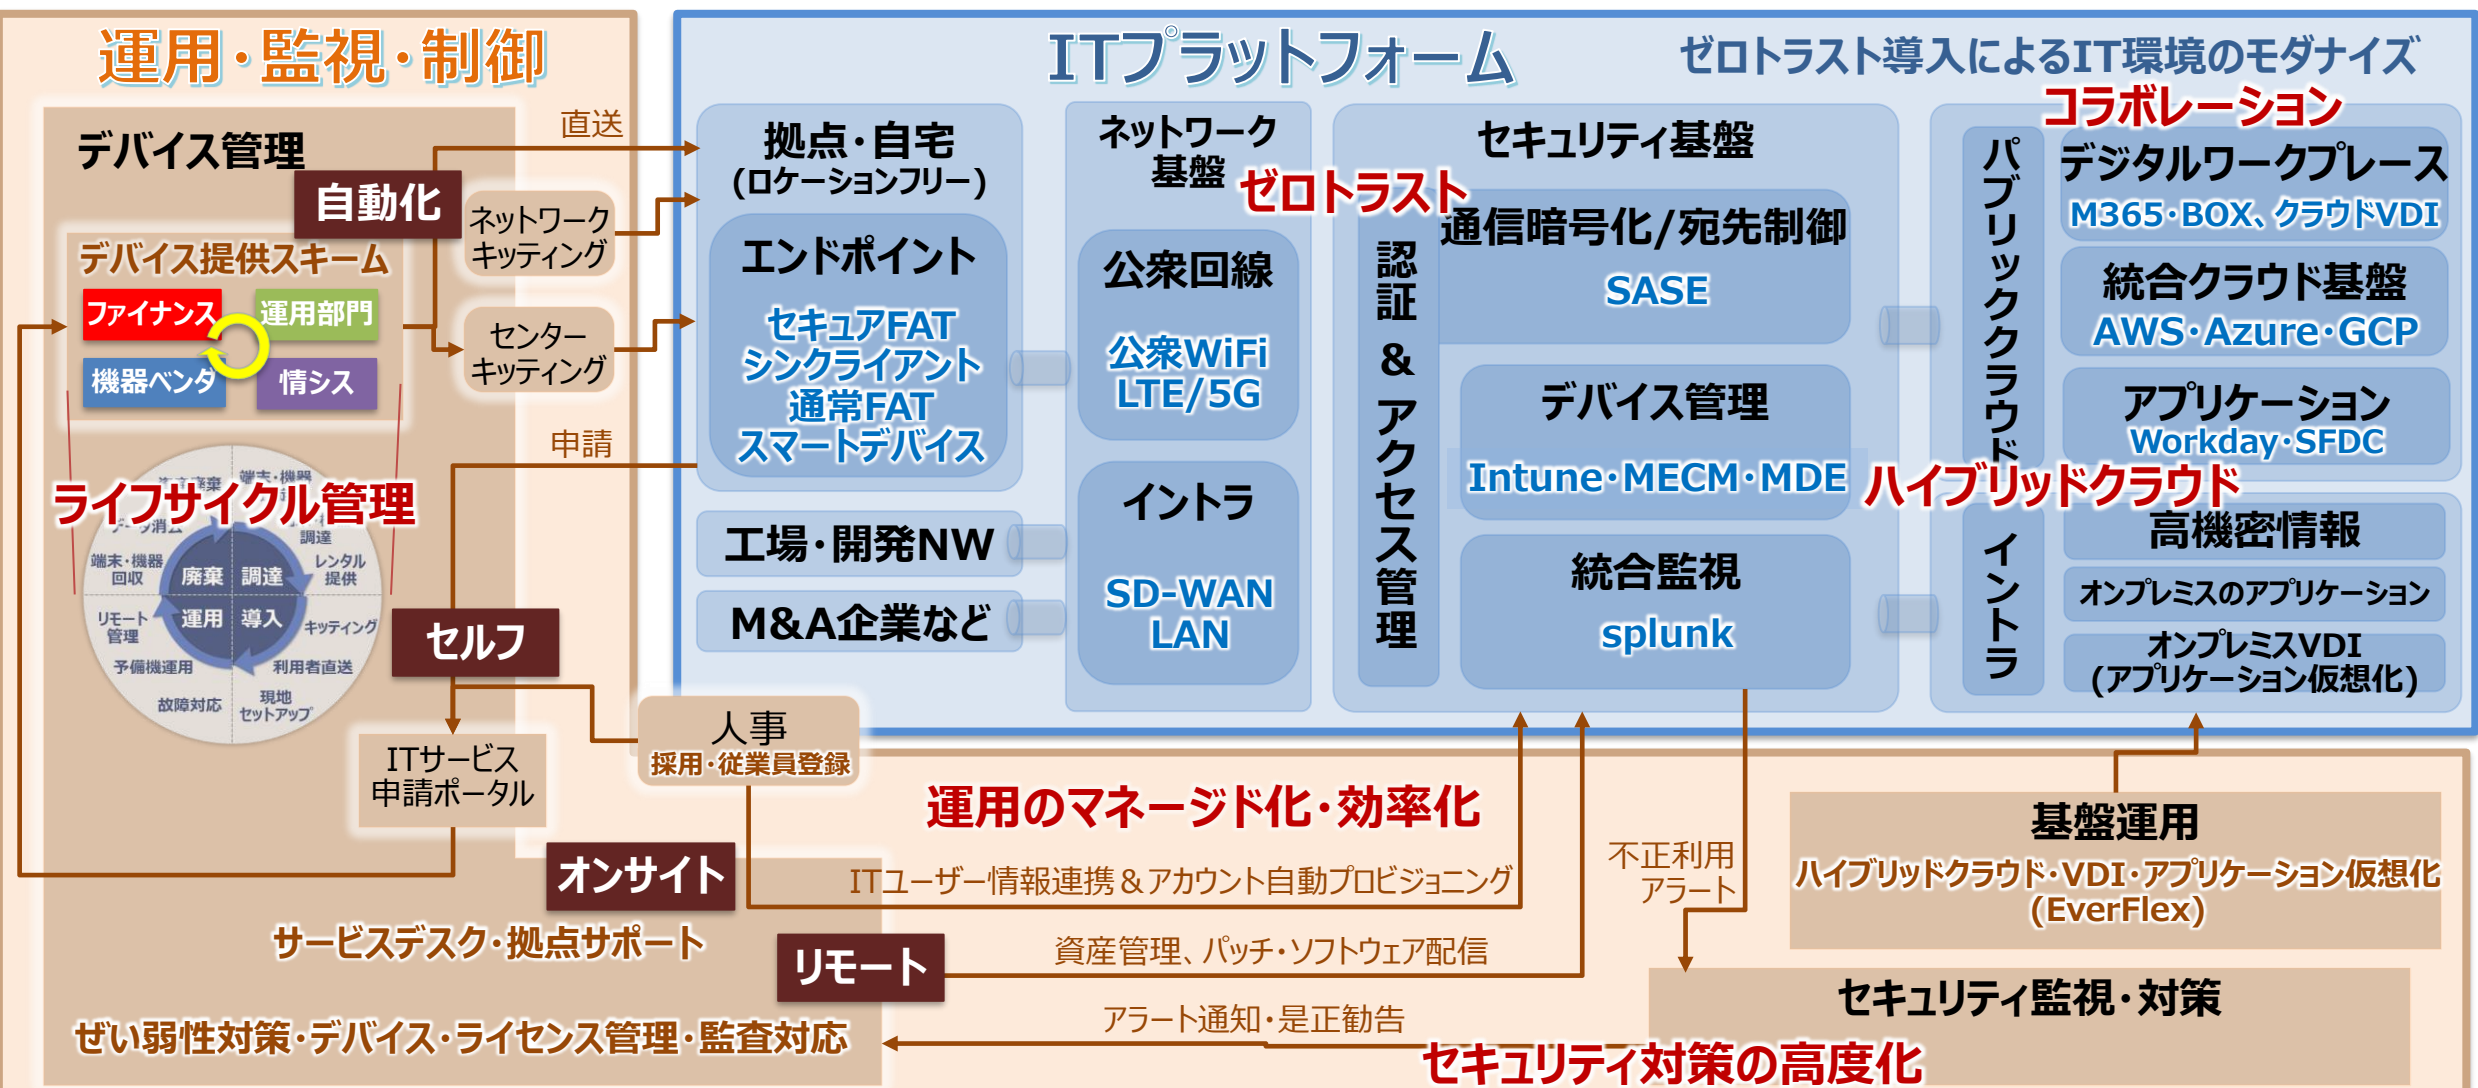 運用・監視・制御
デバイス管理
自動化
デバイス提供スキーム
ファイナンス
運用部門
機器ベンダ
情シス
ライフサイクル管理
端末・機器
データ消去
調達
端末・機器
回収
レンタル
提供
廃棄
調達
運用
導入
リモート
管理
キッティング
予備機運用
利用者直送
故障対応
現地
セットアップ
直送
ネットワーク
キッティング
センター
キッティング
申請
セルフ
ITサービス
申請ポータル
人事
採用・従業員登録
オンサイト
サービスデスク・拠点サポート
リモート
ぜい弱性対策・デバイス・ライセンス管理・監査対応
ITプラットフォーム
ゼロトラスト導入によるIT環境のモダナイズ
拠点・自宅
(ロケーションフリー)
エンドポイント
セキュアFAT
シンクライアント
通常FAT
スマートデバイス
工場・開発NW
M&A企業など
ネットワーク
基盤
公衆回線
公衆WiFi
LTE/5G
イントラ
SD-WAN
LAN
セキュリティ基盤
ゼロトラスト
認証&アクセス管理
通信暗号化/宛先制御
SASE
デバイス管理
Intune・MECM・MDE
統合監視
splunk
コラボレーション
パブリッククラウド
デジタルワークプレース
M365・BOX、クラウドVDI
統合クラウド基盤
AWS・Azure・GCP
アプリケーション
Workday・SFDC
ハイブリッドクラウド
イントラ
高機密情報
オンプレミスのアプリケーション
オンプレミスVDI
(アプリケーション仮想化)
運用のマネージド化・効率化
ITユーザー情報連携&アカウント自動プロビジョニング
資産管理、パッチ・ソフトウェア配信
アラート通知・是正勧告
不正利用
アラート
基盤運用
ハイブリッドクラウド・VDI・アプリケーション仮想化
(EverFlex)
セキュリティ監視・対策
セキュリティ対策の高度化